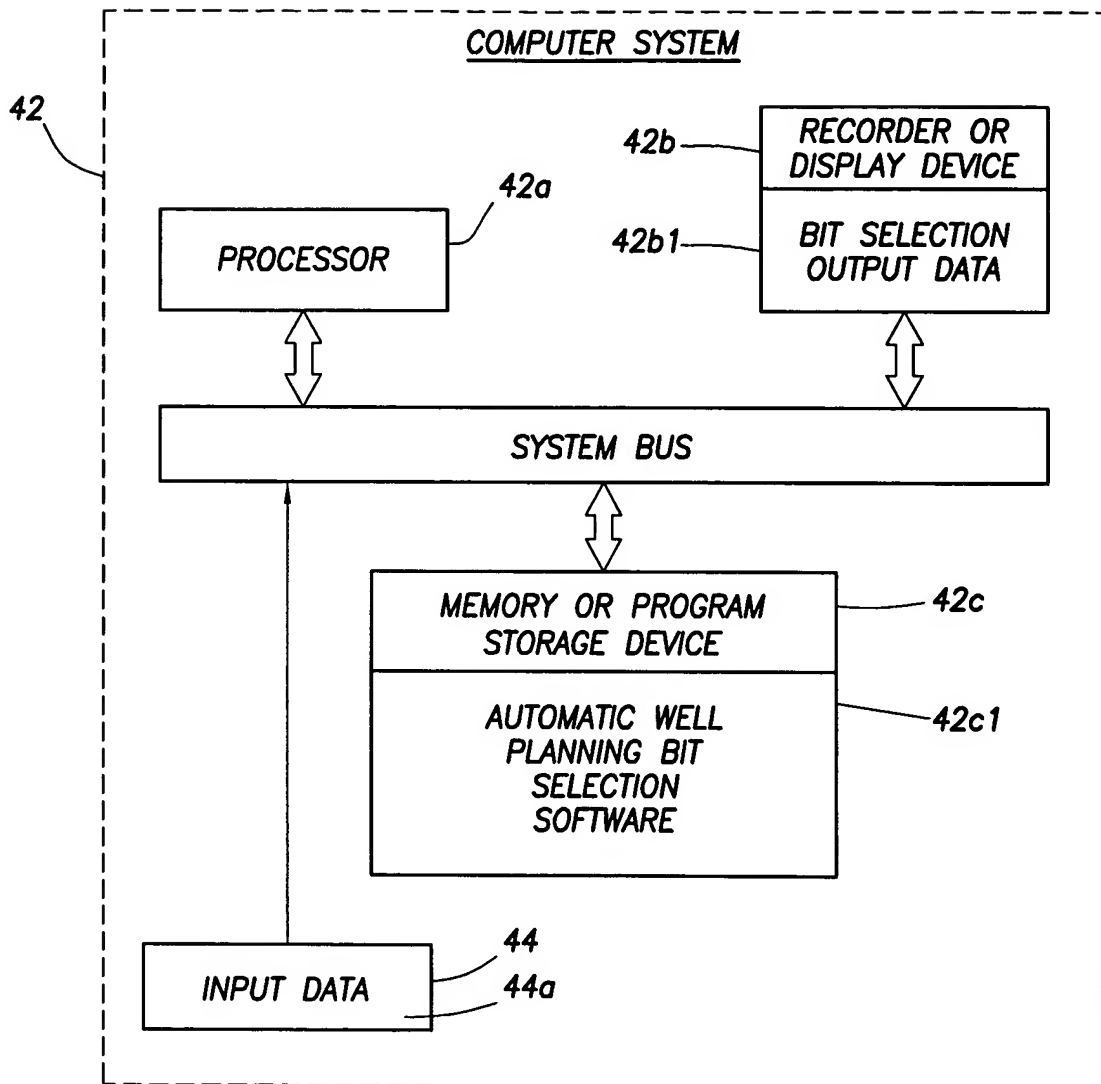 COMPUTER SYSTEM
42
42b
RECORDER OR
DISPLAY DEVICE
42a
PROCESSOR
42b1
BIT SELECTION
OUTPUT DATA
SYSTEM BUS
MEMORY OR PROGRAM
STORAGE DEVICE
42c
AUTOMATIC WELL
PLANNING BIT
SELECTION
SOFTWARE
42c1
44
INPUT DATA
44a